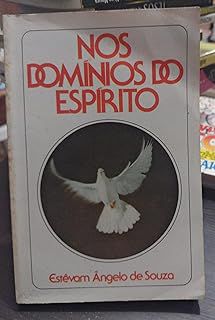 NOS
DOMÍNIOS DO
ESPÍRITO
Estêvam Ângelo de Souza